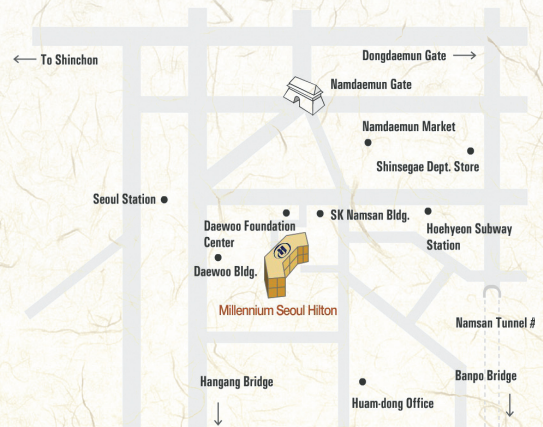 Dongdaemun Gate
To Shinchon
Namdaemun Gate
Namdaemun Market
Shinsegae Dept. Store
Seoul Station
SK Namsan Bldg.
Daewoo Foundation
Center
Hoehyeon Subway
Station
Daewoo Bldg.
Millennium Seoul Hilton
Namsan Tunnel #
Hangang Bridge
Banpo Bridge
Huam-dong Office